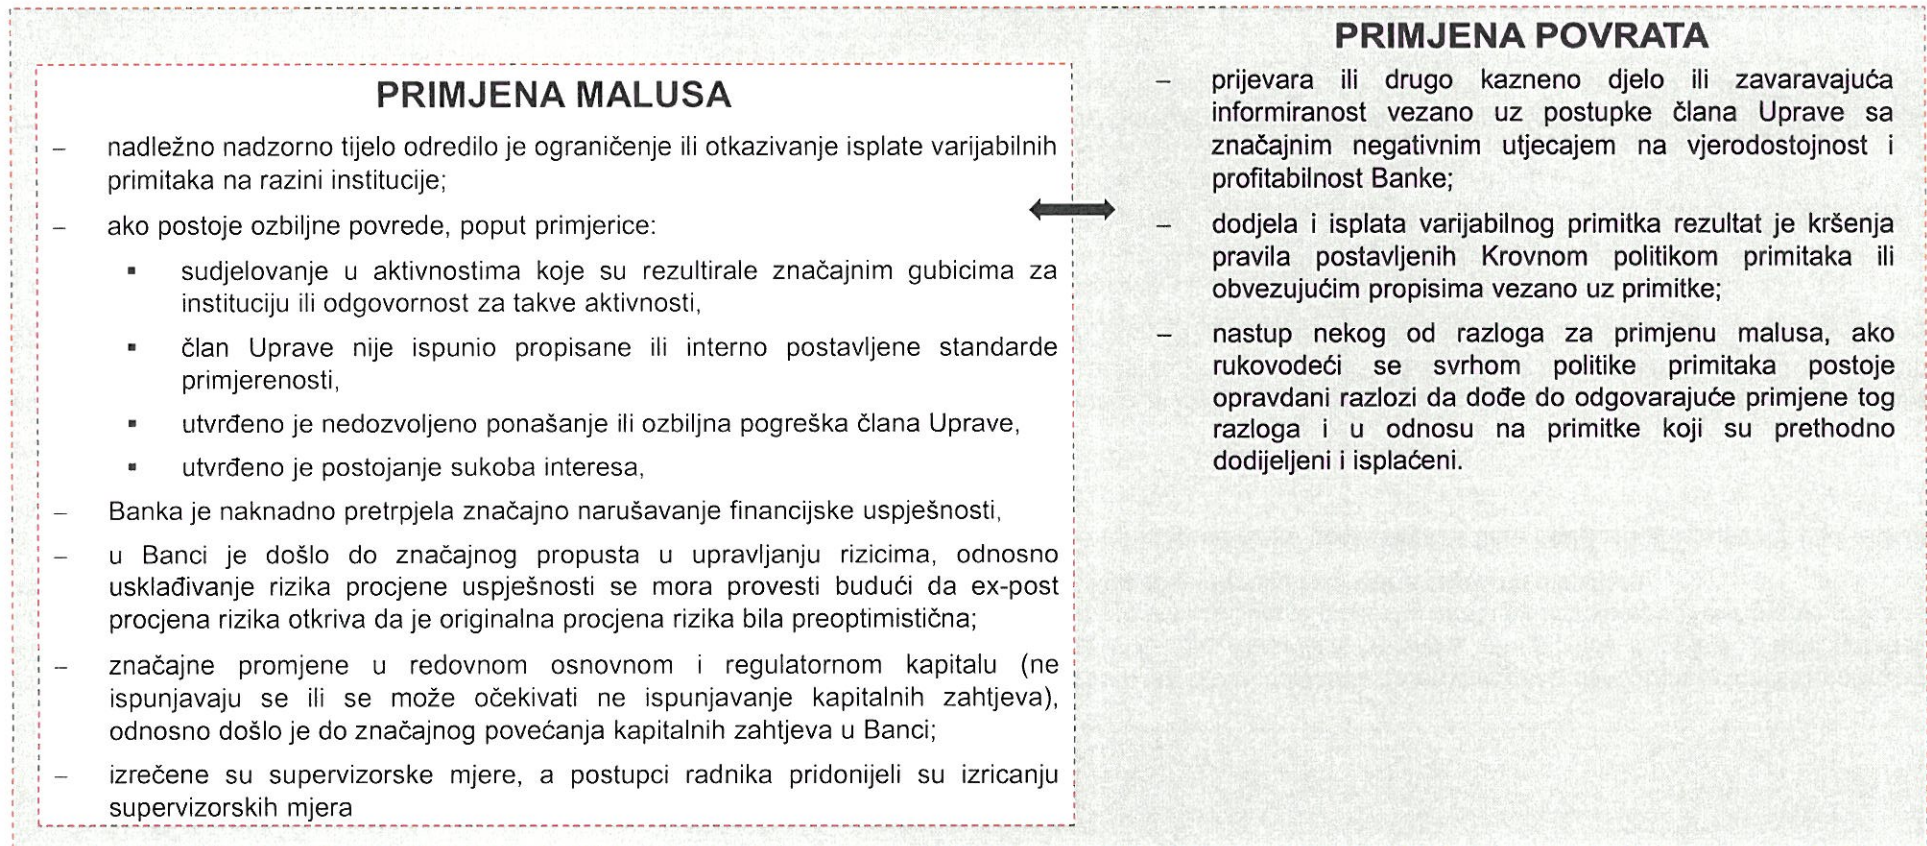 PRIMJENA MALUSA
– nadležno nadzorno tijelo odredilo je ograničenje ili otkazivanje isplate varijabilnih
primitaka na razini institucije;
– ako postoje ozbiljne povrede, poput primjerice:
▪ sudjelovanje u aktivnostima koje su rezultirale značajnim gubicima za
instituciju ili odgovornost za takve aktivnosti,
▪ član Uprave nije ispunio propisane ili interno postavljene standarde
primjerenosti,
▪ utvrđeno je nedozvoljeno ponašanje ili ozbiljna pogreška člana Uprave,
▪ utvrđeno je postojanje sukoba interesa,
– Banka je naknadno pretrpjela značajno narušavanje financijske uspješnosti,
– u Banci je došlo do značajnog propusta u upravljanju rizicima, odnosno
usklađivanje rizika procjene uspješnosti se mora provesti budući da ex-post
procjena rizika otkriva da je originalna procjena rizika bila preoptimistična;
– značajne promjene u redovnom osnovnom i regulatornom kapitalu (ne
ispunjavaju se ili se može očekivati ne ispunjavanje kapitalnih zahtjeva),
odnosno došlo je do značajnog povećanja kapitalnih zahtjeva u Banci;
– izrečene su supervizorske mjere, a postupci radnika pridonijeli su izricanju
supervizorskih mjera
PRIMJENA POVRATA
– prijevara ili drugo kazneno djelo ili zavaravajuća
informiranost vezano uz postupke člana Uprave sa
značajnim negativnim utjecajem na vjerodostojnost i
profitabilnost Banke;
– dodjela i isplata varijabilnog primitka rezultat je kršenja
pravila postavljenih Krovnom politikom primitaka ili
obvezujućim propisima vezano uz primitke;
– nastup nekog od razloga za primjenu malusa, ako
rukovodeći se svrhom politike primitaka postoje
opravdani razlozi da dođe do odgovarajuće primjene tog
razloga i u odnosu na primitke koji su prethodno
dodijeljeni i isplaćeni.